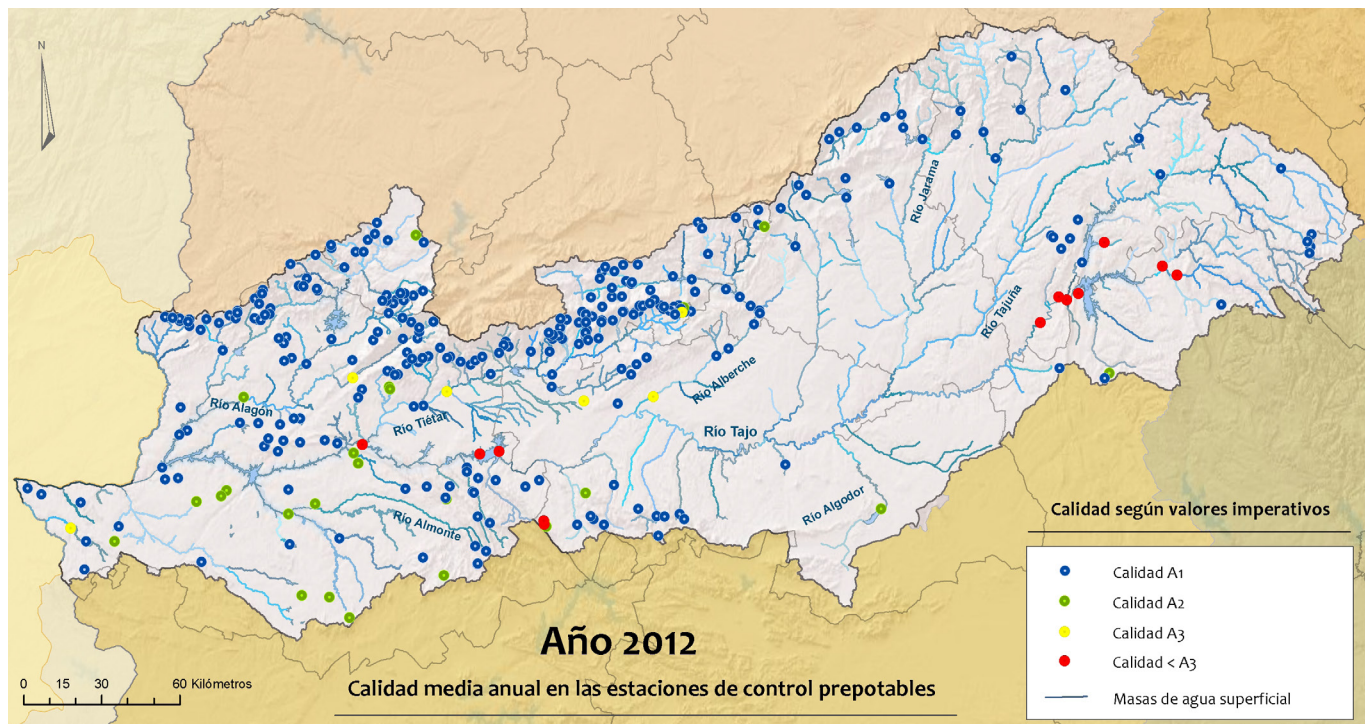 N
Río Jarama
Río Tajuña
Río Alberche
Río Alagón
Río Tiétar
Río Tajo
Río Algodor
Río Almonte
Calidad según valores imperativos
Calidad A1
Calidad A2
Calidad A3
Calidad < A3
Masas de agua superficial
Año 2012
Calidad media anual en las estaciones de control prepotables
0 15 30 60 Kilómetros